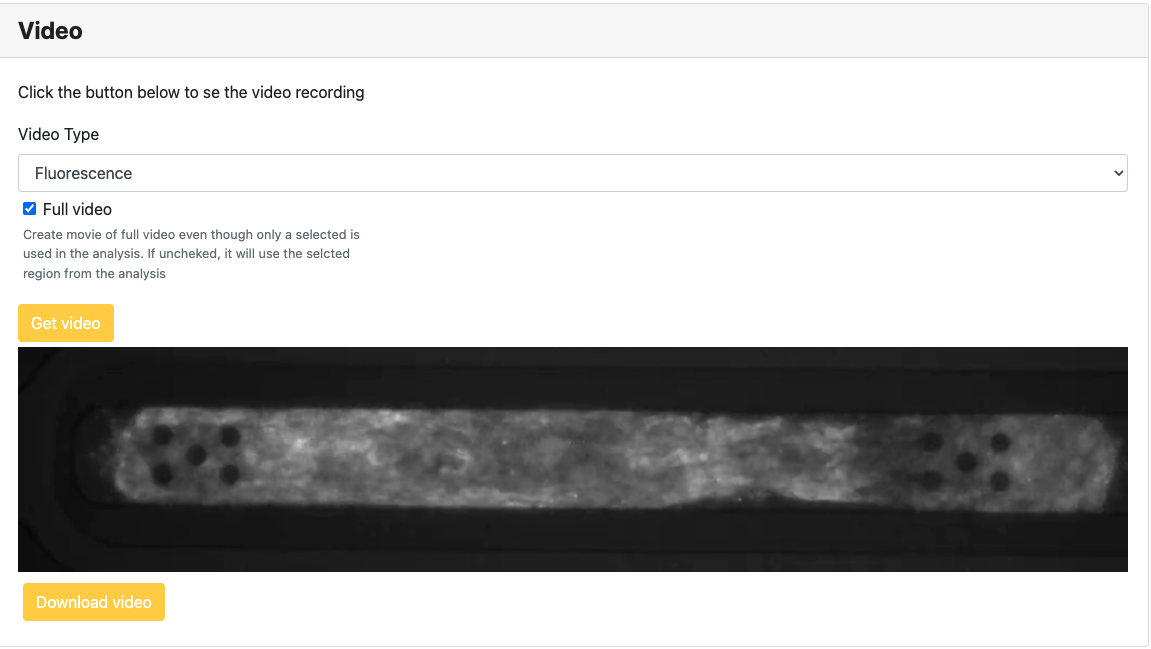 Video
Click the button below to se the video recording
Video Type
Fluorescence
Full video
Create movie of full video even though only a selected is
used in the analysis. If uncheked, it will use the selcted
region from the analysis
Get video
Download video